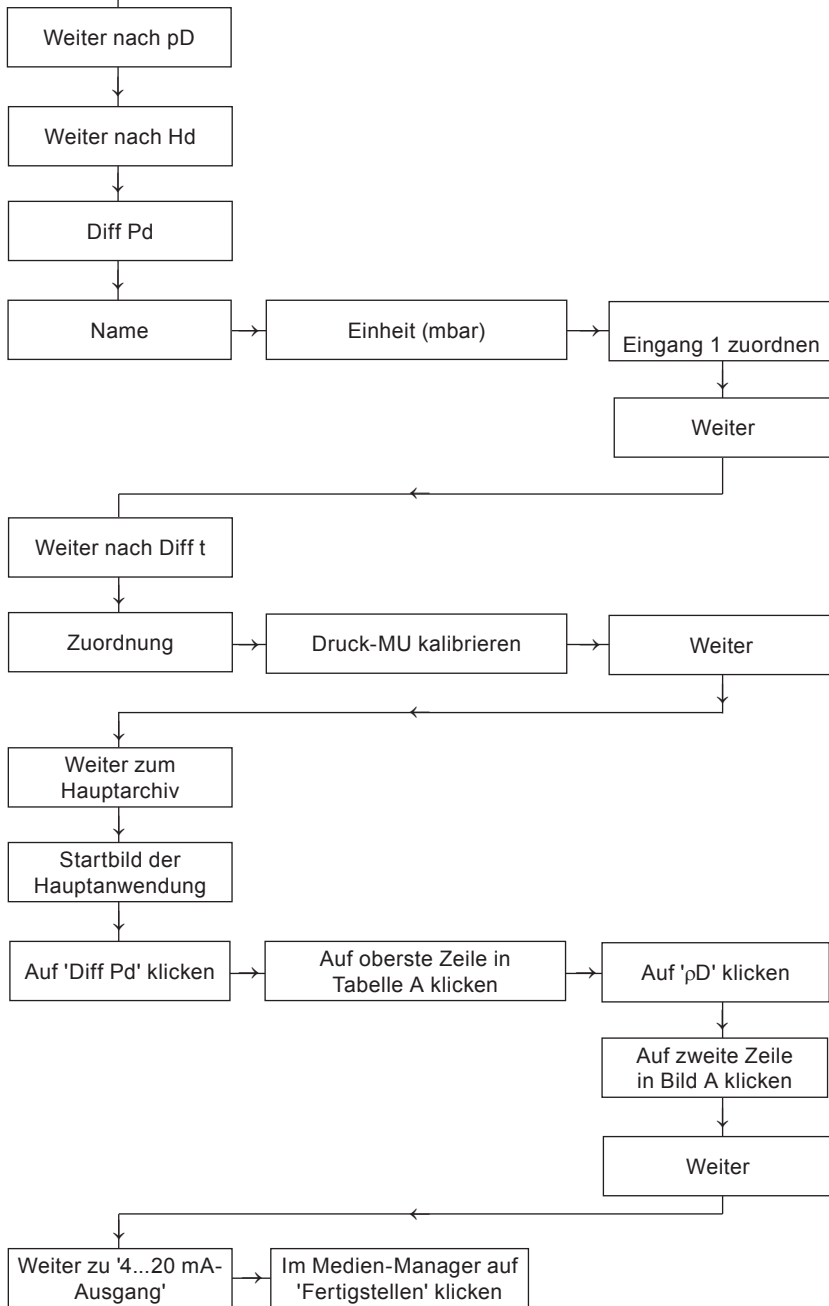 Weiter nach pD
Weiter nach Hd
Diff Pd
Name
Einheit (mbar)
Eingang 1 zuordnen
Weiter
Weiter nach Diff t
Zuordnung
Druck-MU kalibrieren
Weiter
Weiter zum
Hauptarchiv
Startbild der
Hauptanwendung
Auf 'Diff Pd' klicken
Auf oberste Zeile in
Tabelle A klicken
Auf 'ρD' klicken
Auf zweite Zeile
in Bild A klicken
Weiter
Weiter zu '4...20 mA-
Ausgang'
Im Medien-Manager auf
'Fertigstellen' klicken